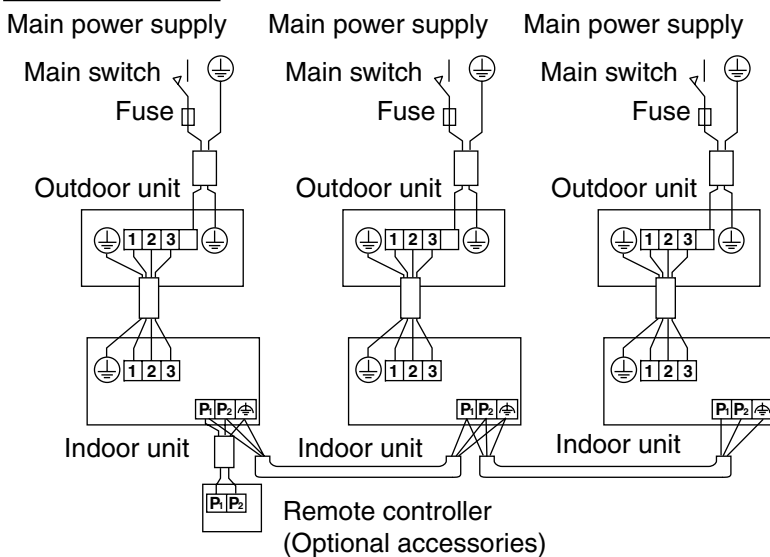 Main power supply Main power supply Main power supply
Main switch Main switch Main switch
Fuse Fuse Fuse
Outdoor unit Outdoor unit Outdoor unit
1 2 3 1 2 3 1 2 3
1 2 3 1 2 3 1 2 3
P₁ P₂ P₁ P₂ P₁ P₂
Indoor unit Indoor unit Indoor unit
P₁ P₂
Remote controller
(Optional accessories)